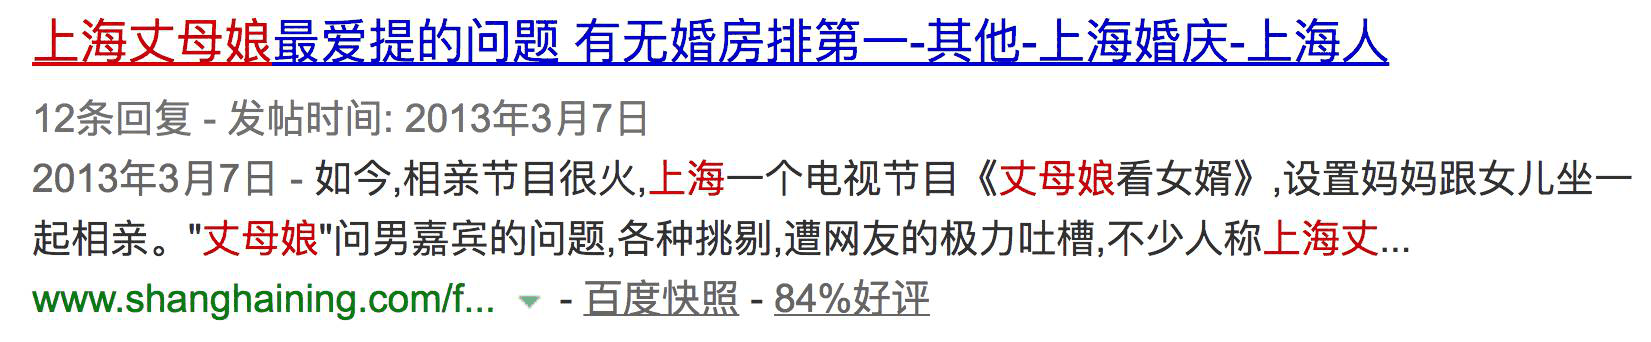 上海丈母娘最爱提的问题 有无婚房排第一-其他-上海婚庆-上海人
12条回复 - 发帖时间: 2013年3月7日
2013年3月7日 - 如今,相亲节目很火,上海一个电视节目《丈母娘看女婿》,设置妈妈跟女儿坐一
起相亲。"丈母娘"问男嘉宾的问题,各种挑剔,遭网友的极力吐槽,不少人称上海丈...
www.shanghaining.com/f... - 百度快照 - 84%好评